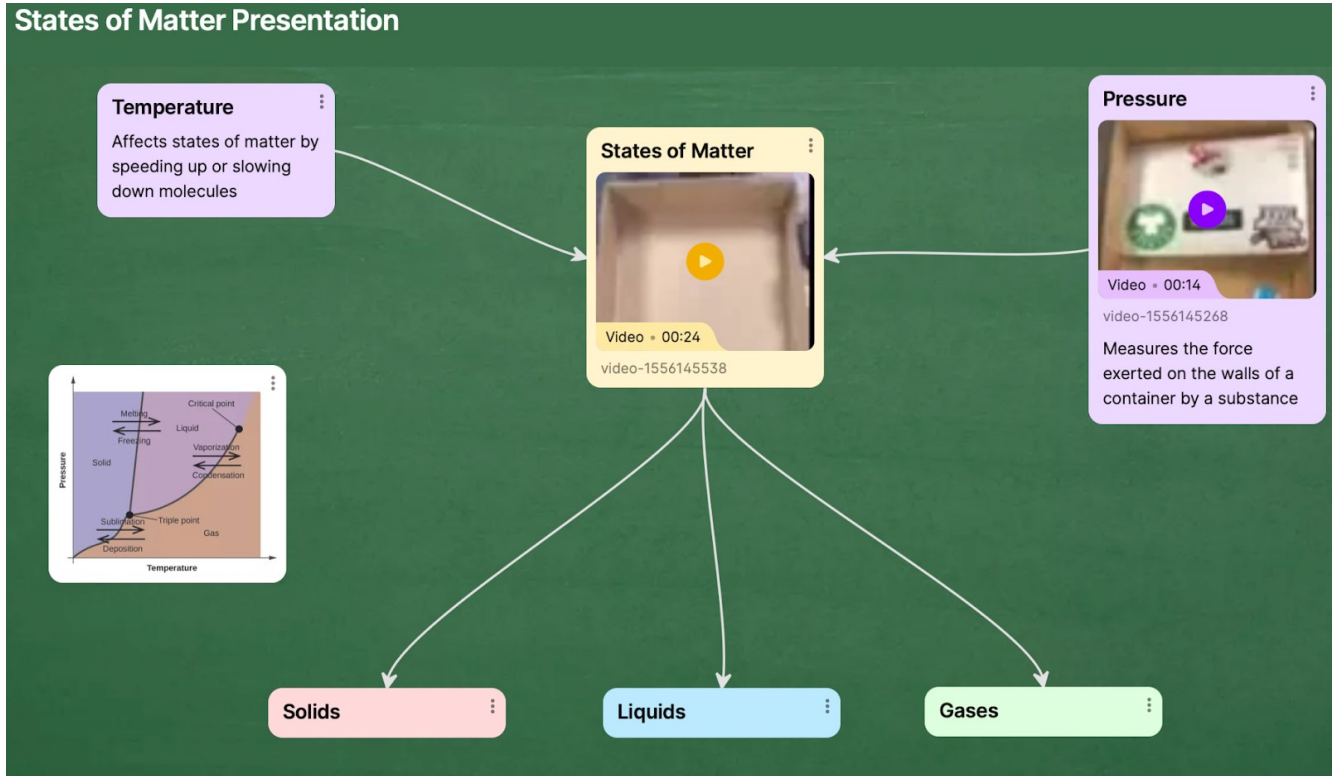 States of Matter Presentation
Temperature
Affects states of matter by
speeding up or slowing
down molecules
States of Matter
Video • 00:24
video-1556145538
Pressure
Video • 00:14
video-1556145268
Measures the force
exerted on the walls of a
container by a substance
Critical point
Melting
Liquid
Freezing
Vaporization
Solid
Condensation
Pressure
Sublimation
Triple point
Gas
Deposition
Temperature
Solids
Liquids
Gases